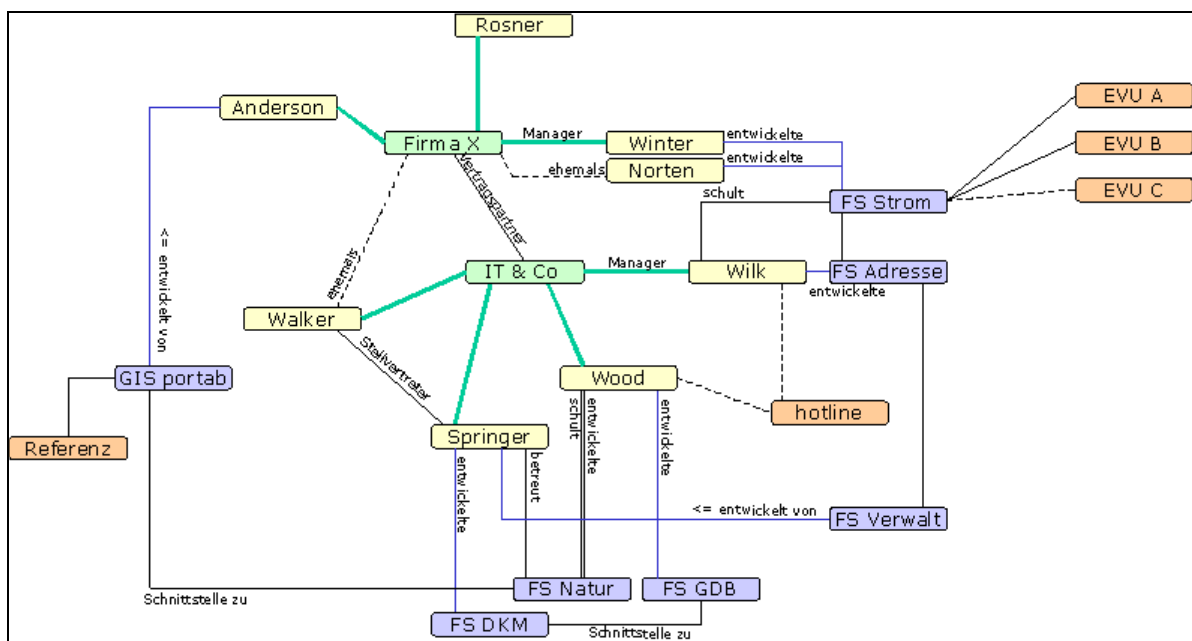 Rosner
Anderson
EVU A
Firma X
Manager
Winter
entwickelte
EVU B
ehemals
Norten
entwickelte
EVU C
schult
FS Strom
Vertragspartner
<= entwickelt von
ehemals
IT & Co
Manager
Wilk
FS Adresse
entwickelte
Walker
Stellvertreter
GIS portab
Wood
hotline
Referenz
Springer
schult
entwickelte
entwickelte
entwickelte
betreut
<= entwickelt von
FS Verwalt
FS Natur
FS GDB
Schnittstelle zu
FS DKM
Schnittstelle zu